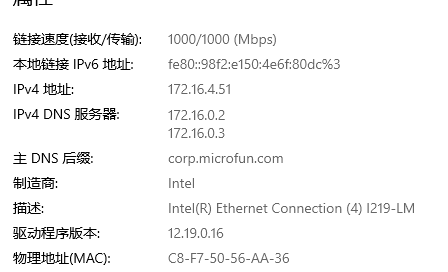 属性
链接速度(接收/传输): 1000/1000 (Mbps)
本地链接 IPv6 地址: fe80::98f2:e150:4e6f:80dc%3
IPv4 地址: 172.16.4.51
IPv4 DNS 服务器: 172.16.0.2
172.16.0.3
主 DNS 后缀: corp.microfun.com
制造商: Intel
描述: Intel(R) Ethernet Connection (4) I219-LM
驱动程序版本: 12.19.0.16
物理地址(MAC): C8-F7-50-56-AA-36